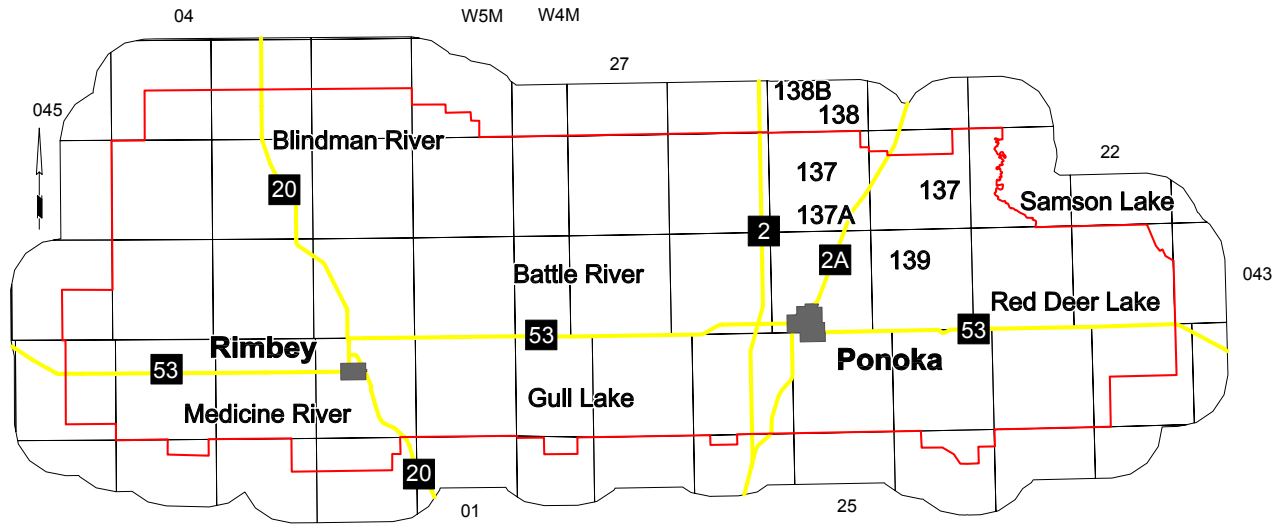 04
W5M
W4M
27
138B
138
045
Blindman River
22
137
137
20
Samson Lake
137A
2
2A
139
Battle River
043
Red Deer Lake
53
53
Rimbey
Ponoka
53
Gull Lake
Medicine River
20
01
25